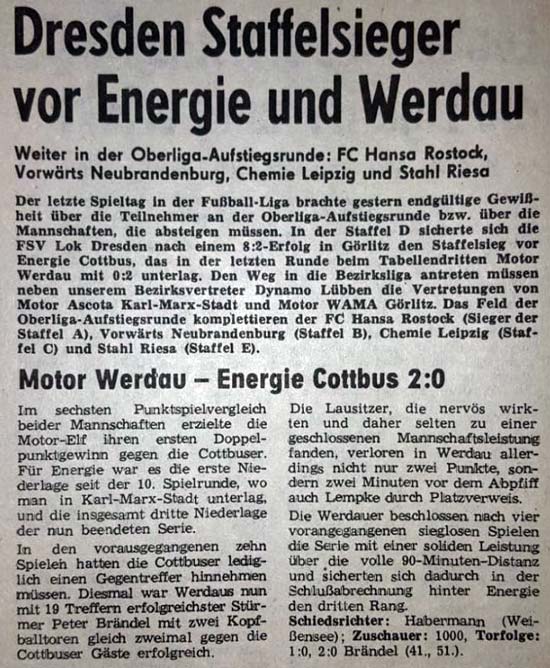 Dresden Staffelsieger
vor Energie und Werdau
Weiter in der Oberliga-Aufstiegsrunde: FC Hansa Rostock,
Vorwärts Neubrandenburg, Chemie Leipzig und Stahl Riesa
Der letzte Spieltag in der Fußball-Liga brachte gestern endgültige Gewiß-
heit über die Teilnehmer an der Oberliga-Aufstiegsrunde bzw. über die
Mannschaften, die absteigen müssen. In der Staffel D sicherte sich die
FSV Lok Dresden nach einem 8:2-Erfolg in Görlitz den Staffelsieg vor
Energie Cottbus, das in der letzten Runde beim Tabellendritten Motor
Werdau mit 0:2 unterlag. Den Weg in die Bezirksliga antreten müssen
neben unserem Bezirksvertreter Dynamo Lübben die Vertretungen von
Motor Ascota Karl-Marx-Stadt und Motor WAMA Görlitz. Das Feld der
Oberliga-Aufstiegsrunde komplettieren der FC Hansa Rostock (Sieger der
Staffel A), Vorwärts Neubrandenburg (Staffel B), Chemie Leipzig (Staf-
fel C) und Stahl Riesa (Staffel E).
Motor Werdau – Energie Cottbus 2:0
Im sechsten Punktspielvergleich
beider Mannschaften erzielte die
Motor-Elf ihren ersten Doppel-
punktgewinn gegen die Cottbuser.
Für Energie war es die erste Nie-
derlage seit der 10. Spielrunde, wo
man in Karl-Marx-Stadt unterlag,
und die insgesamt dritte Niederlage
der nun beendeten Serie.
In den vorausgegangenen zehn
Spielen hatten die Cottbuser ledig-
lich einen Gegentreffer hinnehmen
müssen. Diesmal war Werdaus nun
mit 19 Treffern erfolgreichster Stür-
mer Peter Brändel mit zwei Kopf-
balltoren gleich zweimal gegen die
Cottbuser Gäste erfolgreich.
Die Lausitzer, die nervös wirk-
ten und daher selten zu einer
geschlossenen Mannschaftsleistung
fanden, verloren in Werdau aller-
dings nicht nur zwei Punkte, son-
dern zwei Minuten vor dem Abpfiff
auch Lempke durch Platzverweis.
Die Werdauer beschlossen nach vier
vorangegangenen sieglosen Spielen
die Serie mit einer soliden Leistung
über die volle 90-Minuten-Distanz
und sicherten sich dadurch in der
Schlußabrechnung hinter Energie
den dritten Rang.
Schiedsrichter: Habermann (Wei-
ßensee); Zuschauer: 1000, Torfolge:
1:0, 2:0 Brändel (41., 51.).